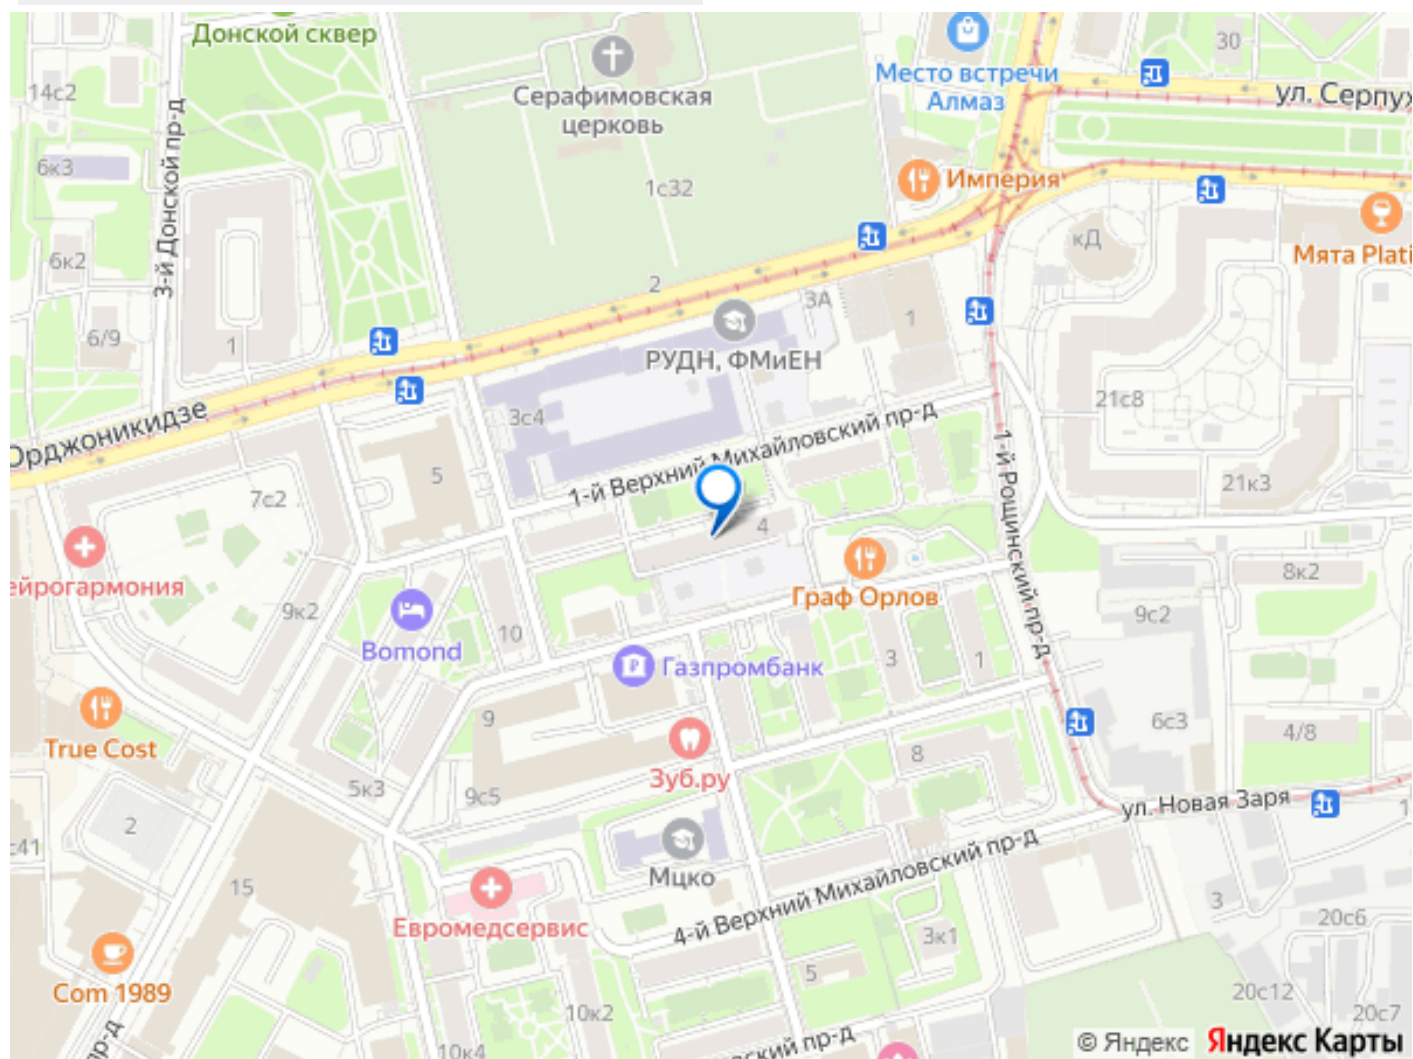 Донской сквер
14с2
6к3
3-й Донской пр-д
6к2
6/9
1
Серафимовская
церковь
1с32
2
Место встречи
Алмаз
30
ул. Серпух
Империя
кД
Мята Plati
3А
1
РУДН, ФМиЕН
3с4
Орджоникидзе
1-й Верхний Михайловский пр-д
1-й Рощинский пр-д
21с8
21к3
5
7с2
ейрогармония
9к2
Bomond
10
4
Граф Орлов
8к2
9с2
Газпромбанк
3
1
True Cost
9
Зуб.ру
6с3
4/8
8
5к3
9с5
2
с41
ул. Новая Заря
Мцко
15
Евромедсервис
4-й Верхний Михайловский пр-д
3
20с6
3к1
Com 1989
5
20с12
20с7
10к2
10к4
пр-д
ский пр-д
© Яндекс Яндекс Карты